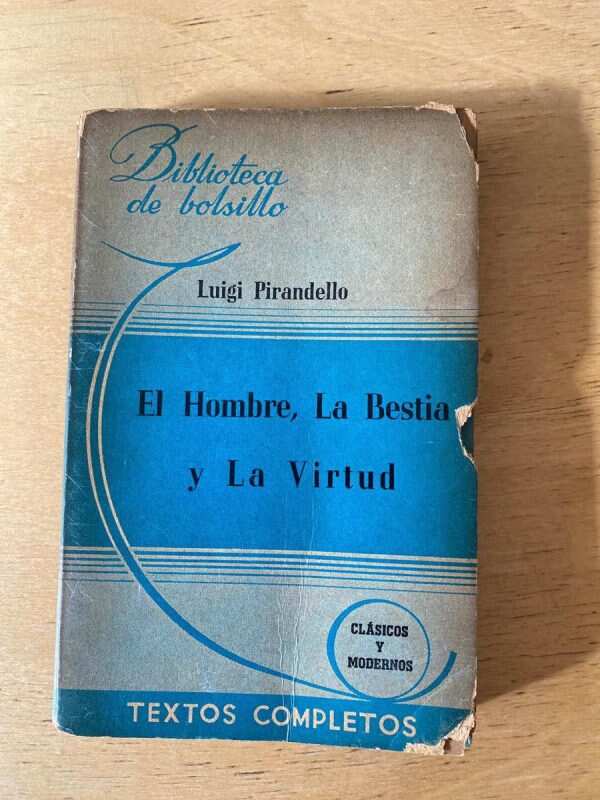 Biblioteca
de bolsillo
Luigi Pirandello
El Hombre, La Bestia
y La Virtud
CLÁSICOS
Y
MODERNOS
TEXTOS COMPLETOS